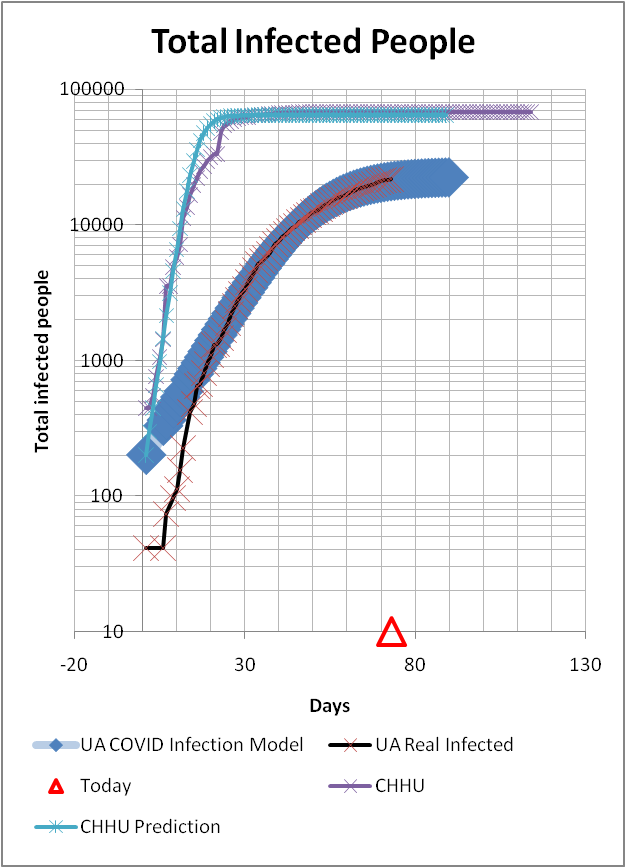 Total Infected People
100000
10000
1000
100
10
Total infected people
-20 30 80 130
Days
UA COVID Infection Model UA Real Infected
Today CHHU
CHHU Prediction